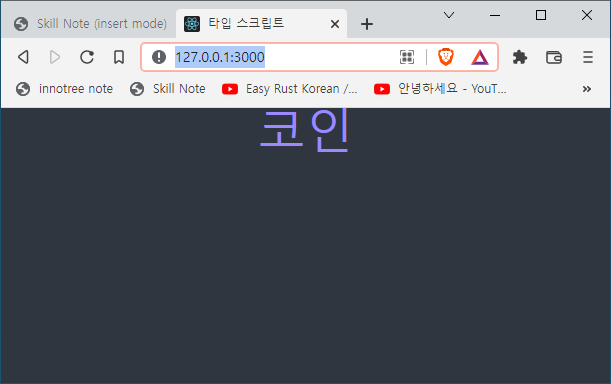 Skill Note (insert mode)
타입 스크립트
127.0.0.1:3000
innotree note
Skill Note
Easy Rust Korean /...
안녕하세요 - YouT...
코인